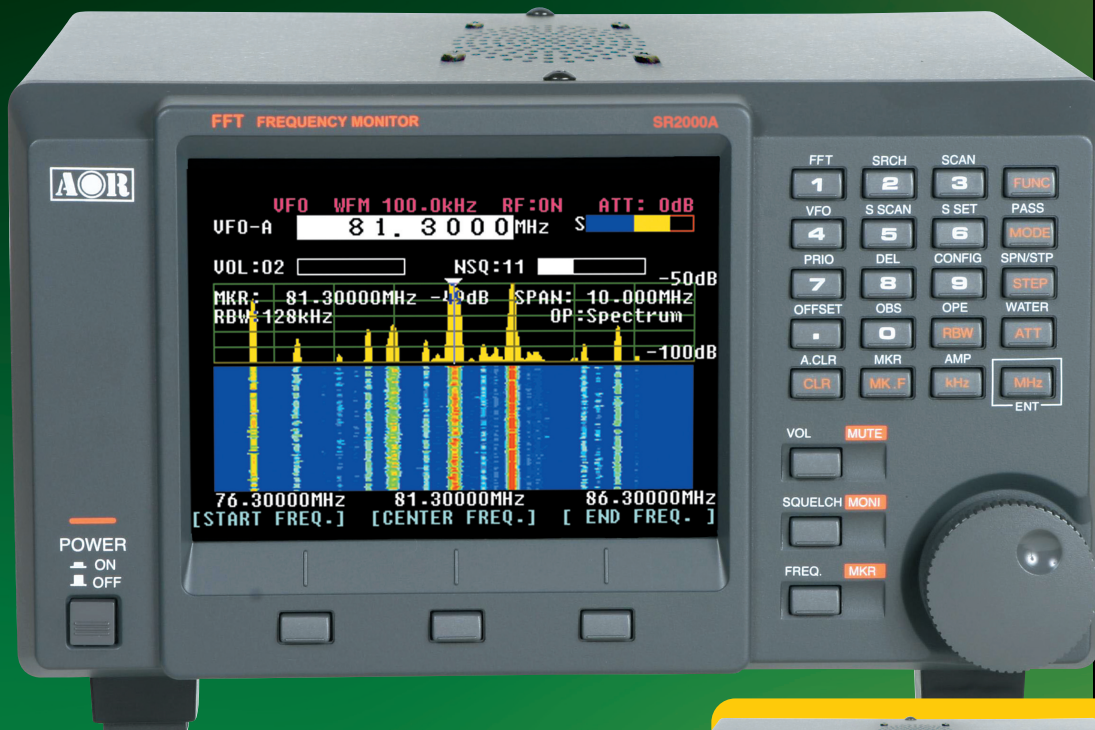 FFT FREQUENCY MONITOR SR2000A
AOR
VFO WFM 100.0kHz RF:ON ATT: 0dB
VFO-A 81.3000MHz S
VOL:02 NSQ:11
-50dB
MKR: 81.30000MHz dB SPAN: 10.000MHz
RBW:128kHz OP:Spectrum
-100dB
76.30000MHz 81.30000MHz 86.30000MHz
[START FREQ.] [CENTER FREQ.] [ END FREQ. ]
POWER
ON
OFF
FFT SRCH SCAN
1 2 3 FUNC
VFO S SCAN S SET PASS
4 5 6 MODE
PRIO DEL CONFIG SPN/STP
7 8 9 STEP
OFFSET OBS OPE WATER
. 0 RBW ATT
A.CLR MKR AMP
CLR MK.F kHz MHz
ENT
VOL MUTE
SQUELCH MONI
FREQ. MKR